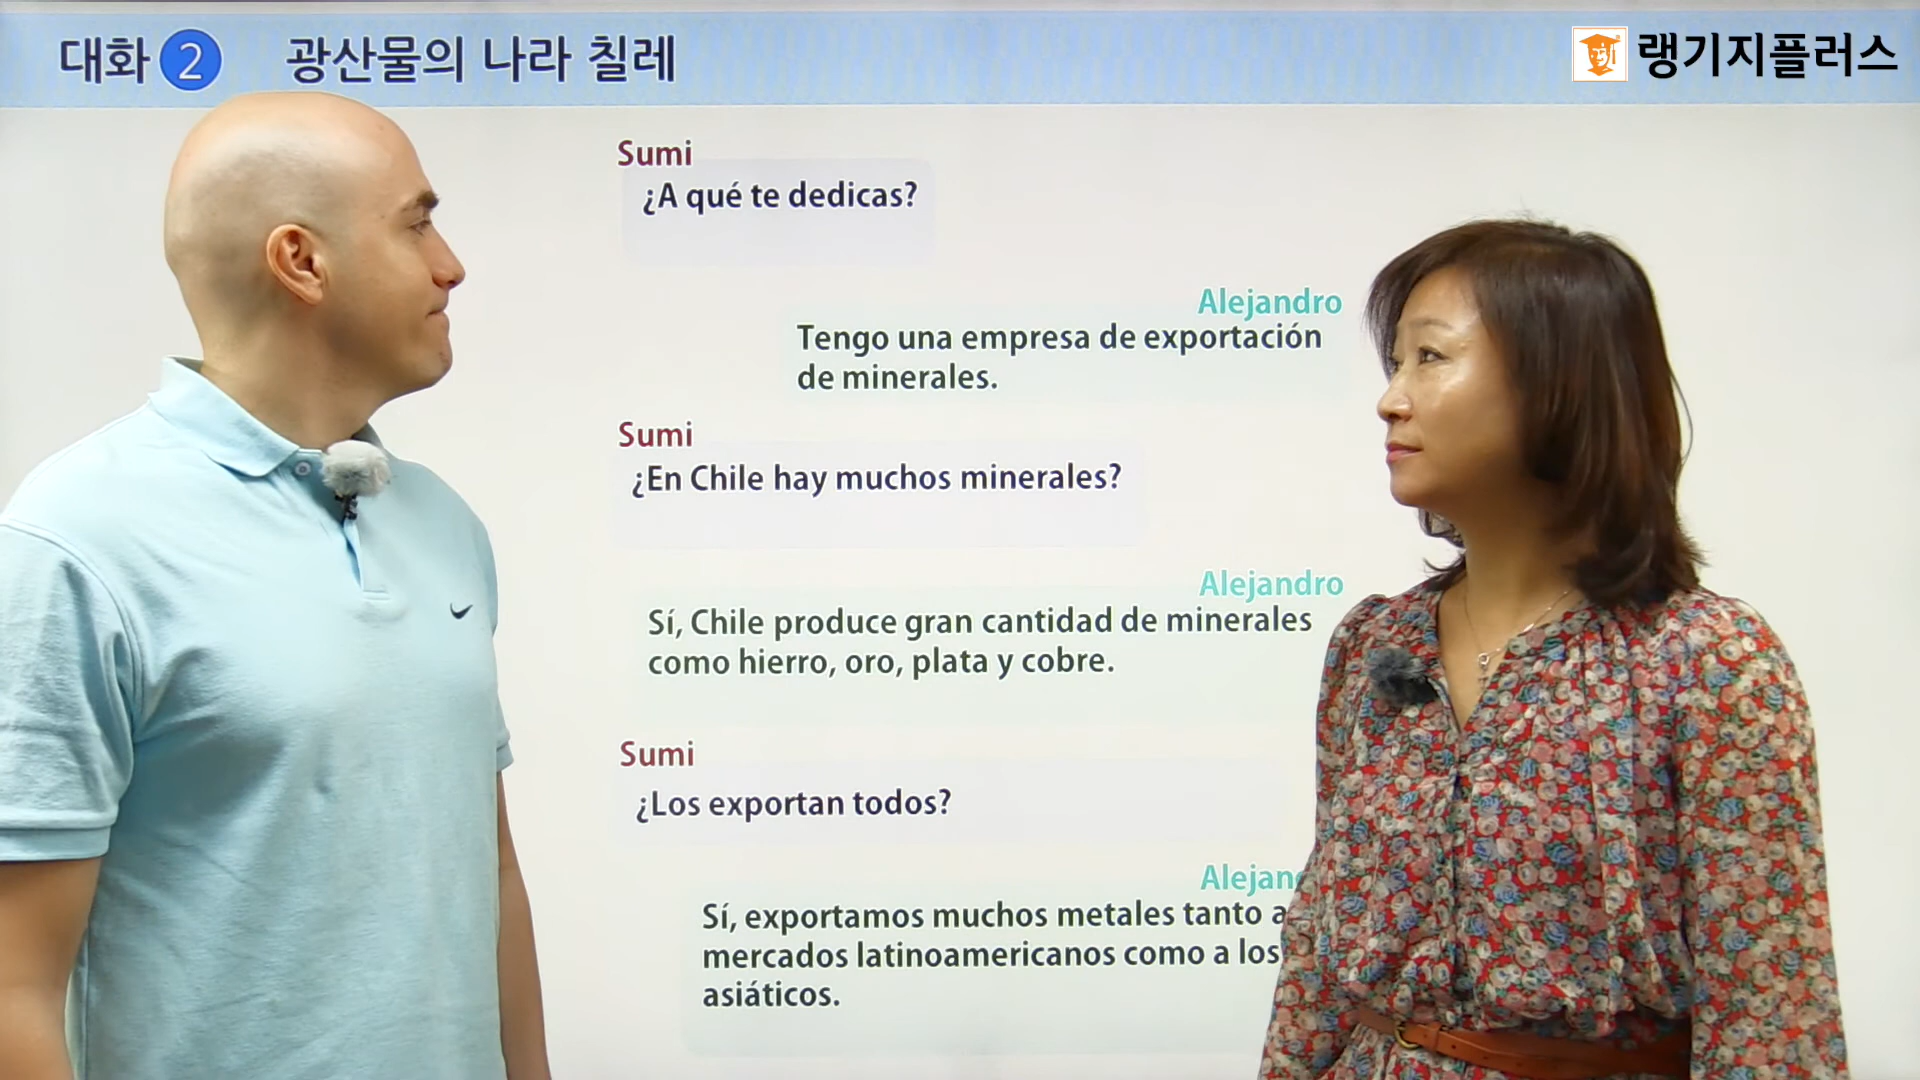 대화 2 광산물의 나라 칠레
랭기지플러스
Sumi
¿A qué te dedicas?
Alejandro
Tengo una empresa de exportación
de minerales.
Sumi
¿En Chile hay muchos minerales?
Alejandro
Sí, Chile produce gran cantidad de minerales
como hierro, oro, plata y cobre.
Sumi
¿Los exportan todos?
Sí, exportamos muchos metales tanto a
mercados latinoamericanos como a los
asiáticos.